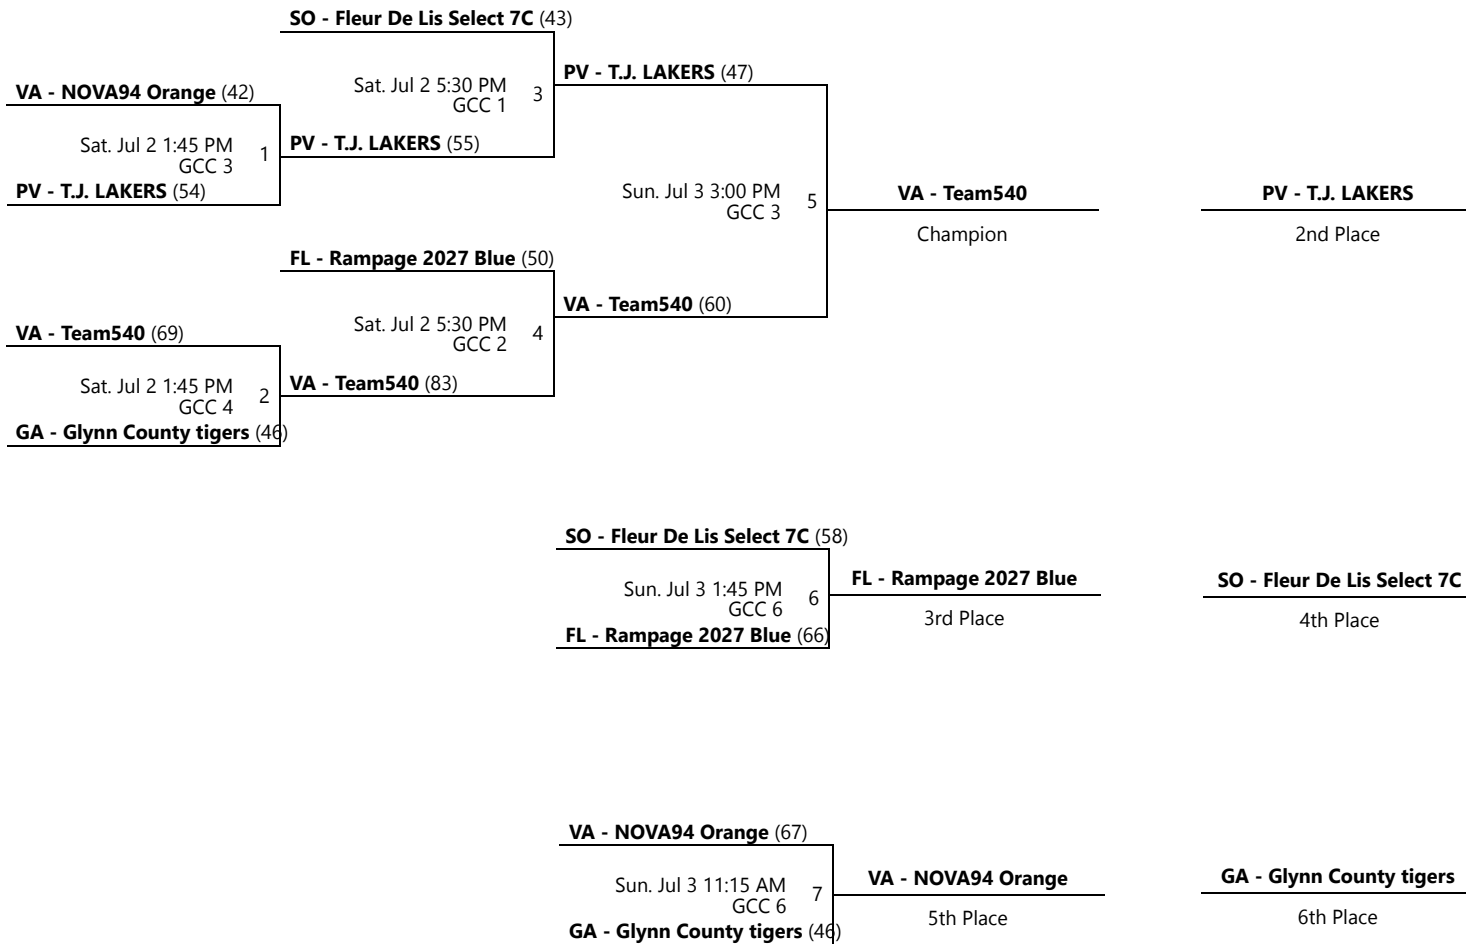 SO - Fleur De Lis Select 7C (43)
VA - NOVA94 Orange (42)
Sat. Jul 2 5:30 PM
GCC 1
3
PV - T.J. LAKERS (47)
Sat. Jul 2 1:45 PM
GCC 3
1
PV - T.J. LAKERS (55)
PV - T.J. LAKERS (54)
Sun. Jul 3 3:00 PM
GCC 3
5
VA - Team540
Champion
PV - T.J. LAKERS
2nd Place
FL - Rampage 2027 Blue (50)
VA - Team540 (69)
Sat. Jul 2 5:30 PM
GCC 2
4
VA - Team540 (60)
Sat. Jul 2 1:45 PM
GCC 4
2
VA - Team540 (83)
GA - Glynn County tigers (46)
SO - Fleur De Lis Select 7C (58)
Sun. Jul 3 1:45 PM
GCC 6
6
FL - Rampage 2027 Blue (66)
FL - Rampage 2027 Blue
3rd Place
SO - Fleur De Lis Select 7C
4th Place
VA - NOVA94 Orange (67)
Sun. Jul 3 11:15 AM
GCC 6
7
GA - Glynn County tigers (46)
VA - NOVA94 Orange
5th Place
GA - Glynn County tigers
6th Place